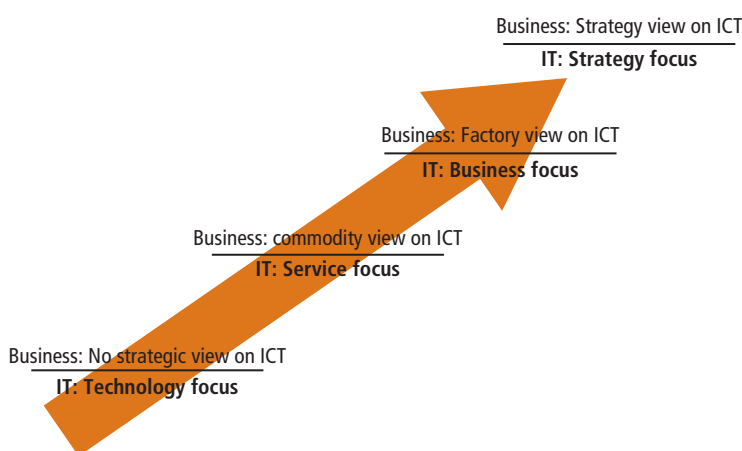 Business: Strategy view on ICT
IT: Strategy focus
Business: Factory view on ICT
IT: Business focus
Business: commodity view on ICT
IT: Service focus
Business: No strategic view on ICT
IT: Technology focus